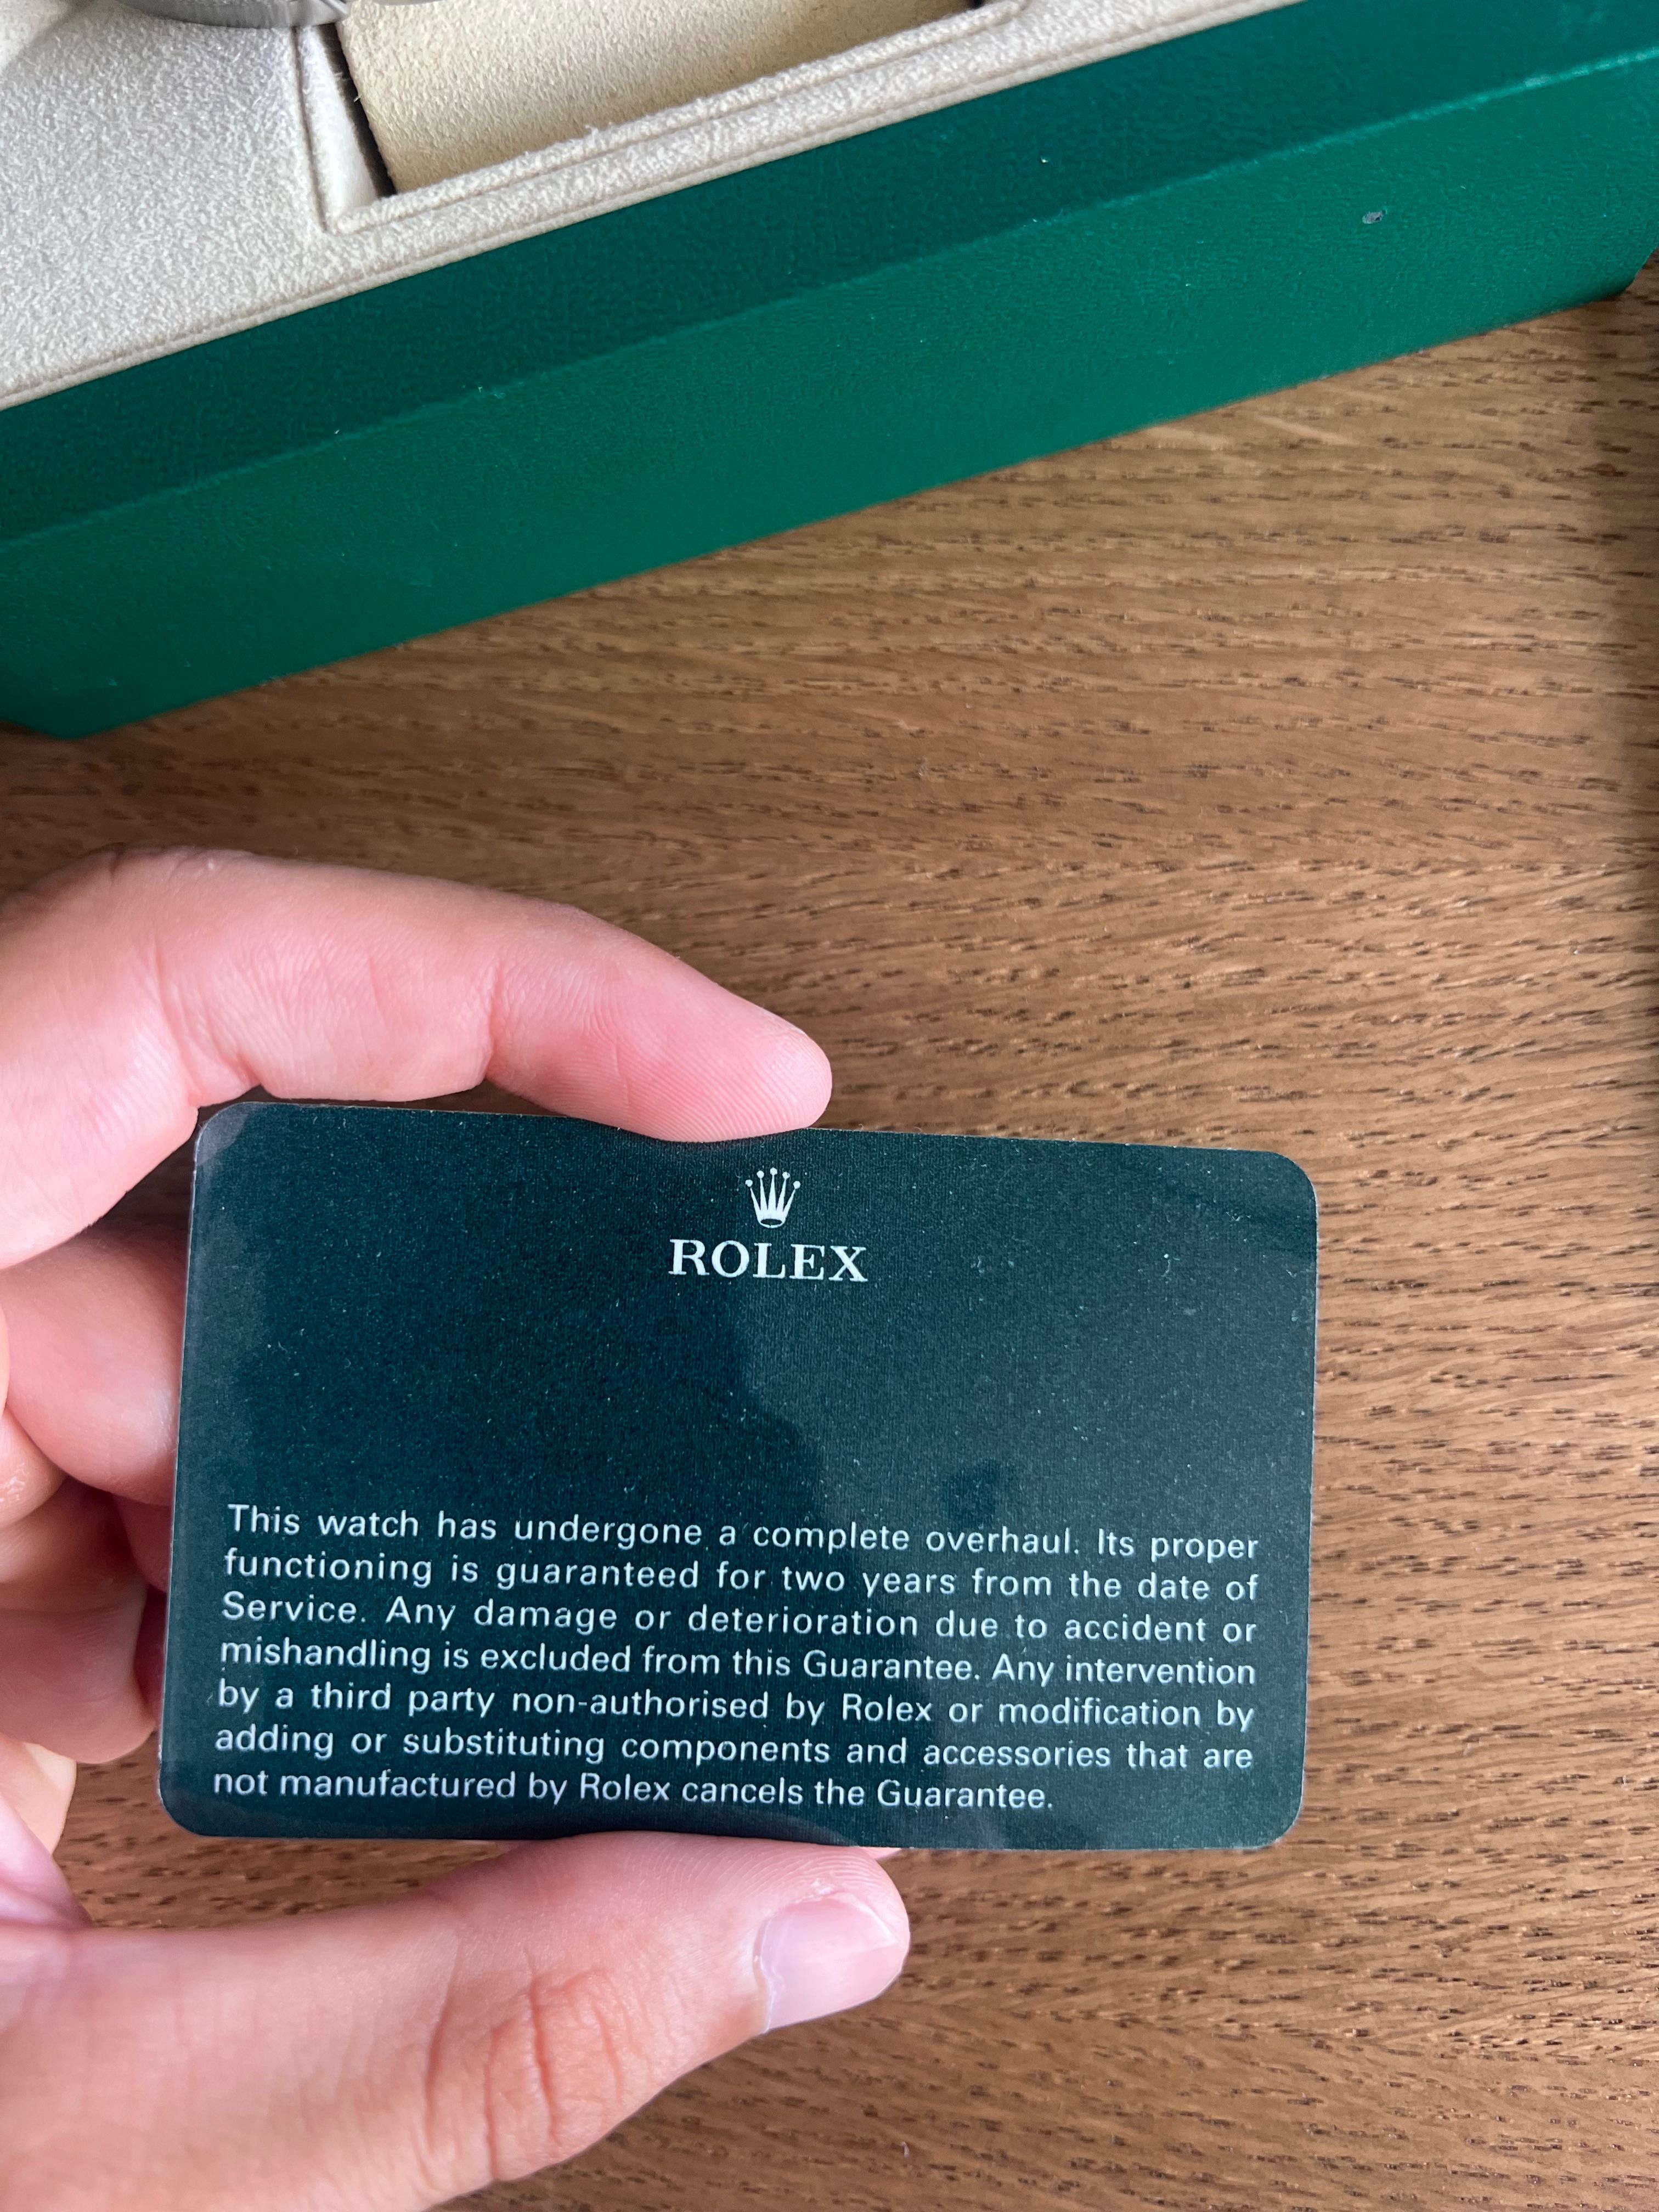 ROLEX
This watch has undergone a complete overhaul. Its proper
functioning is guaranteed for two years from the date of
Service. Any damage or deterioration due to accident or
mishandling is excluded from this Guarantee. Any intervention
by a third party non-authorised by Rolex or modification by
adding or substituting components and accessories that are
not manufactured by Rolex cancels the Guarantee.